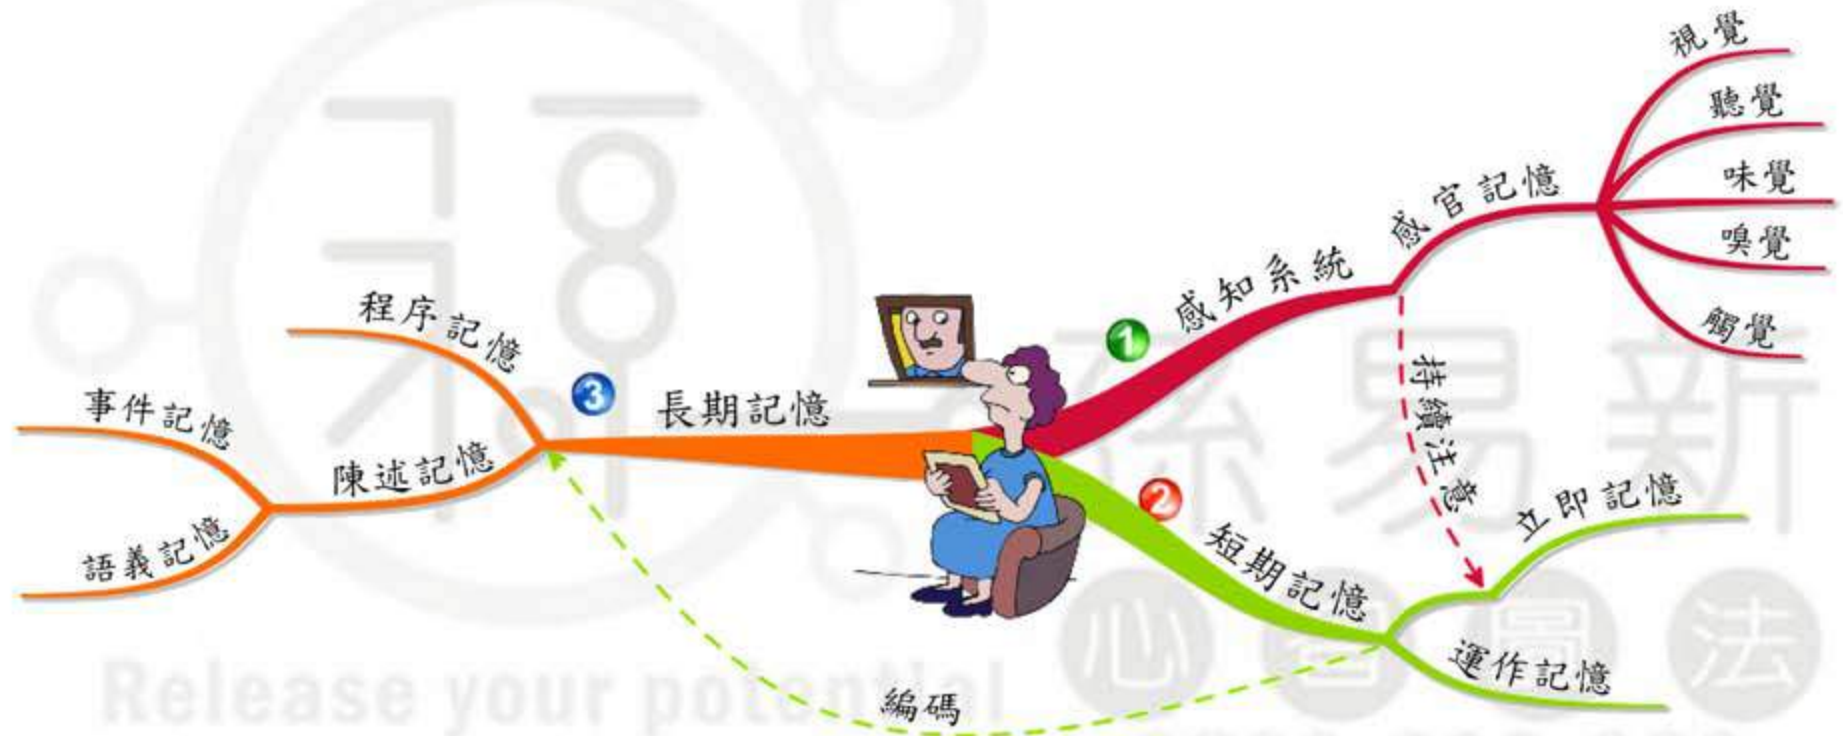 1
感知系統
感官記憶
視覺
聽覺
味覺
嗅覺
觸覺
持續注意
2
短期記憶
立即記憶
運作記憶
編碼
3
長期記憶
程序記憶
陳述記憶
事件記憶
語義記憶
孫易新
心智圖法
Release your potential